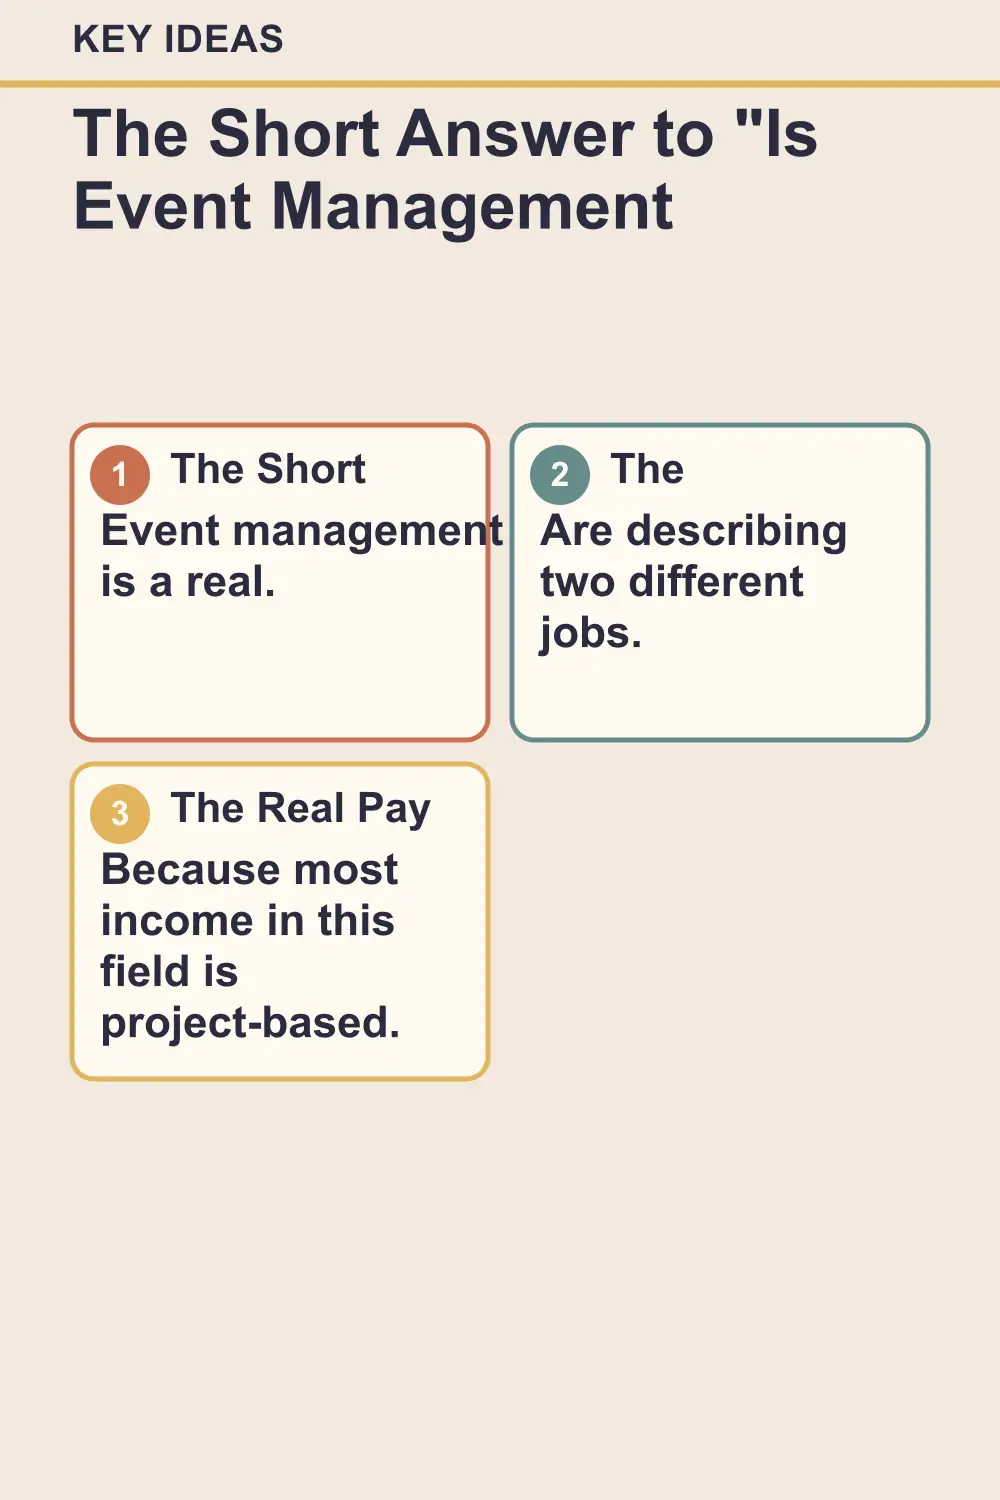 KEY IDEAS
The Short Answer to "Is
Event Management
1 The Short
Event management
is a real.
2 The
Are describing
two different
jobs.
3 The Real Pay
Because most
income in this
field is
project-based.